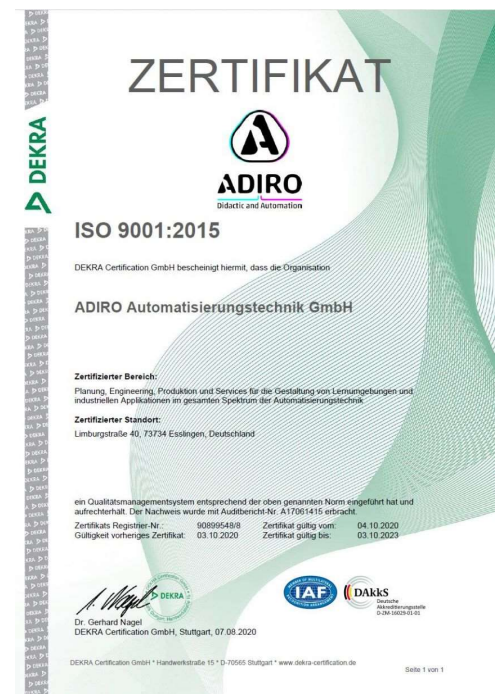 ZERTIFIKAT
DEKRA
ADIRO
Didactic and Automation
ISO 9001:2015
DEKRA Certification GmbH bescheinigt hiermit, dass die Organisation
ADIRO Automatisierungstechnik GmbH
Zertifizierter Bereich:
Planung, Engineering, Produktion und Services für die Gestaltung von Lernumgebungen und
industriellen Applikationen im gesamten Spektrum der Automatisierungstechnik
Zertifizierter Standort:
Limburgstraße 40, 73734 Esslingen, Deutschland
ein Qualitätsmanagementsystem entsprechend der oben genannten Norm eingeführt hat und
aufrechterhält. Der Nachweis wurde mit Auditbericht-Nr. A17061415 erbracht.
Zertifikats Registrier-Nr.: 90899548/8 Zertifikat gültig vom: 04.10.2020
Gültigkeit vorheriges Zertifikat: 03.10.2020 Zertifikat gültig bis: 03.10.2023
DEKRA
IAF
DAkkS
Deutsche
Akkreditierungsstelle
D-ZM-16029-01-01
Dr. Gerhard Nagel
DEKRA Certification GmbH, Stuttgart, 07.08.2020
DEKRA Certification GmbH * Handwerkstraße 15 * D-70565 Stuttgart * www.dekra-certification.de
Seite 1 von 1